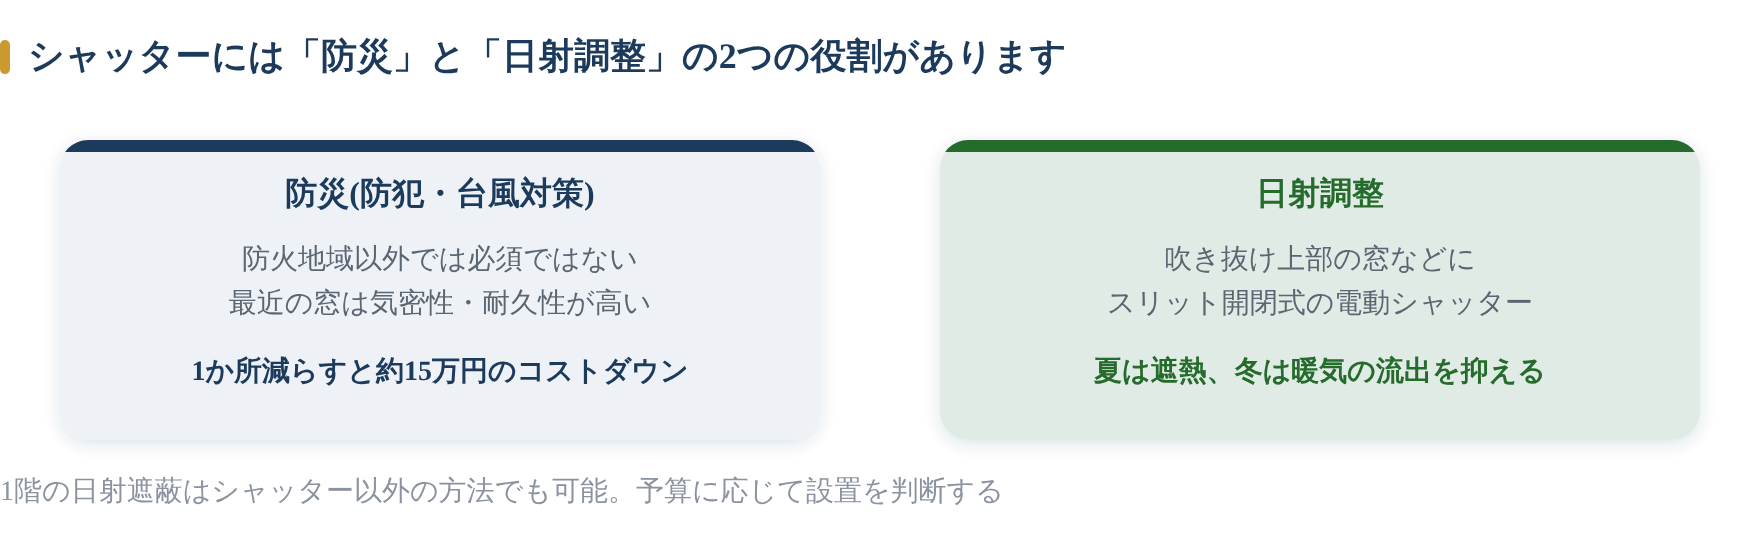 シャッターには「防災」と「日射調整」の2つの役割があります
防災(防犯・台風対策)
防火地域以外では必須ではない
最近の窓は気密性・耐久性が高い
1か所減らすと約15万円のコストダウン
日射調整
吹き抜け上部の窓などに
スリット開閉式の電動シャッター
夏は遮熱、冬は暖気の流出を抑える
1階の日射遮蔽はシャッター以外の方法でも可能。予算に応じて設置を判断する